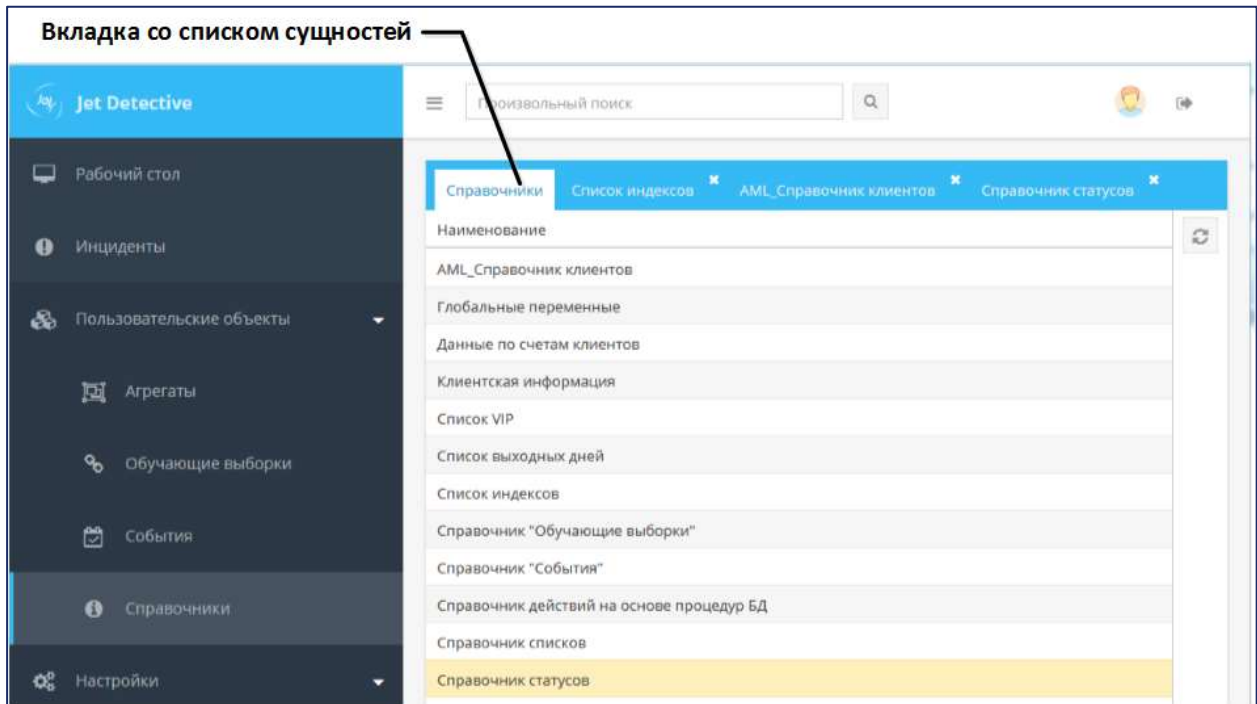 Вкладка со списком сущностей
Jet Detective
Произвольный поиск
Рабочий стол
Инциденты
Пользовательские объекты
Агрегаты
Обучающие выборки
События
Справочники
Настройки
Справочники Список индексов AML_Справочник клиентов Справочник статусов
Наименование
AML_Справочник клиентов
Глобальные переменные
Данные по счетам клиентов
Клиентская информация
Список VIP
Список выходных дней
Список индексов
Справочник "Обучающие выборки"
Справочник "События"
Справочник действий на основе процедур БД
Справочник списков
Справочник статусов